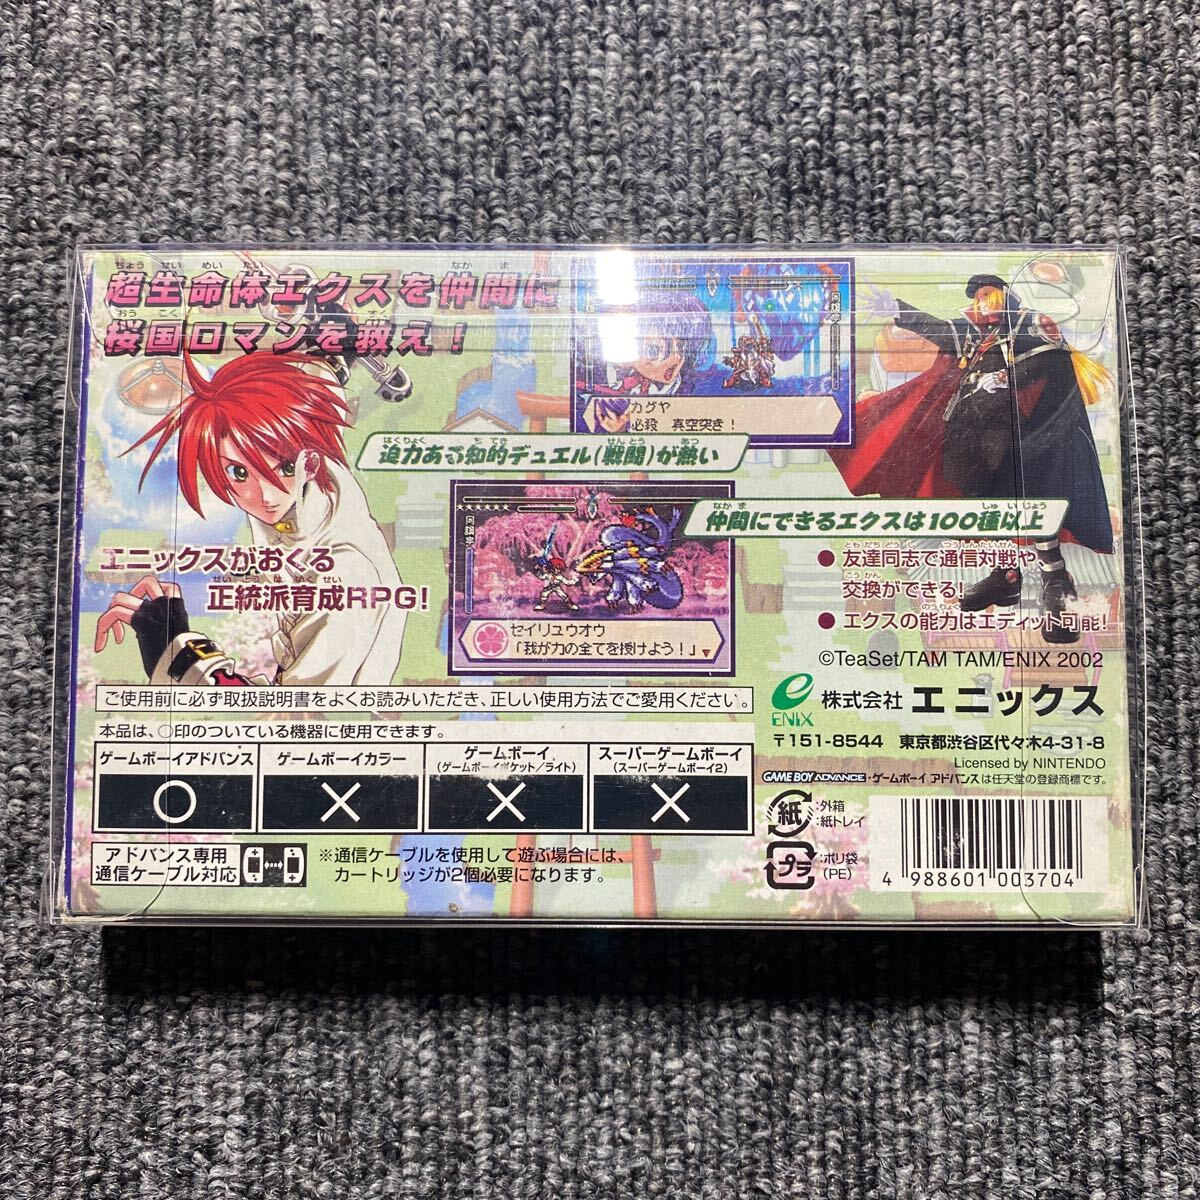 超生命体エクスを仲間に
桜国ロマンを救え！
カグヤ
必殺　真空突き！
迫力ある知的デュエル(戦闘)が熱い
仲間にできるエクスは100種以上
エニックスがおくる
正統派育成RPG!
セイリュウオウ
「我が力の全てを授けよう！」
● 友達同志で通信対戦や
交換ができる!
● エクスの能力はエディット可能!
©TeaSet/TAM TAM/ENIX 2002
ENIX
株式会社 エニックス
〒151-8544 東京都渋谷区代々木4-31-8
Licensed by NINTENDO
GAME BOY ADVANCE・ゲームボーイ アドバンスは任天堂の登録商標です。
ご使用前に必ず取扱説明書をよくお読みいただき、正しい使用方法でご愛用ください。
本品は、○印のついている機器に使用できます。
ゲームボーイアドバンス ゲームボーイカラー ゲームボーイ スーパーゲームボーイ
(ゲームボーイポケット/ライト) (スーパーゲームボーイ2)
○ × × ×
アドバンス専用
通信ケーブル対応
※通信ケーブルを使用して遊ぶ場合には、
カートリッジが2個必要になります。
紙 :外箱
:紙トレイ
プラ :ポリ袋
(PE)
4 988601 003704